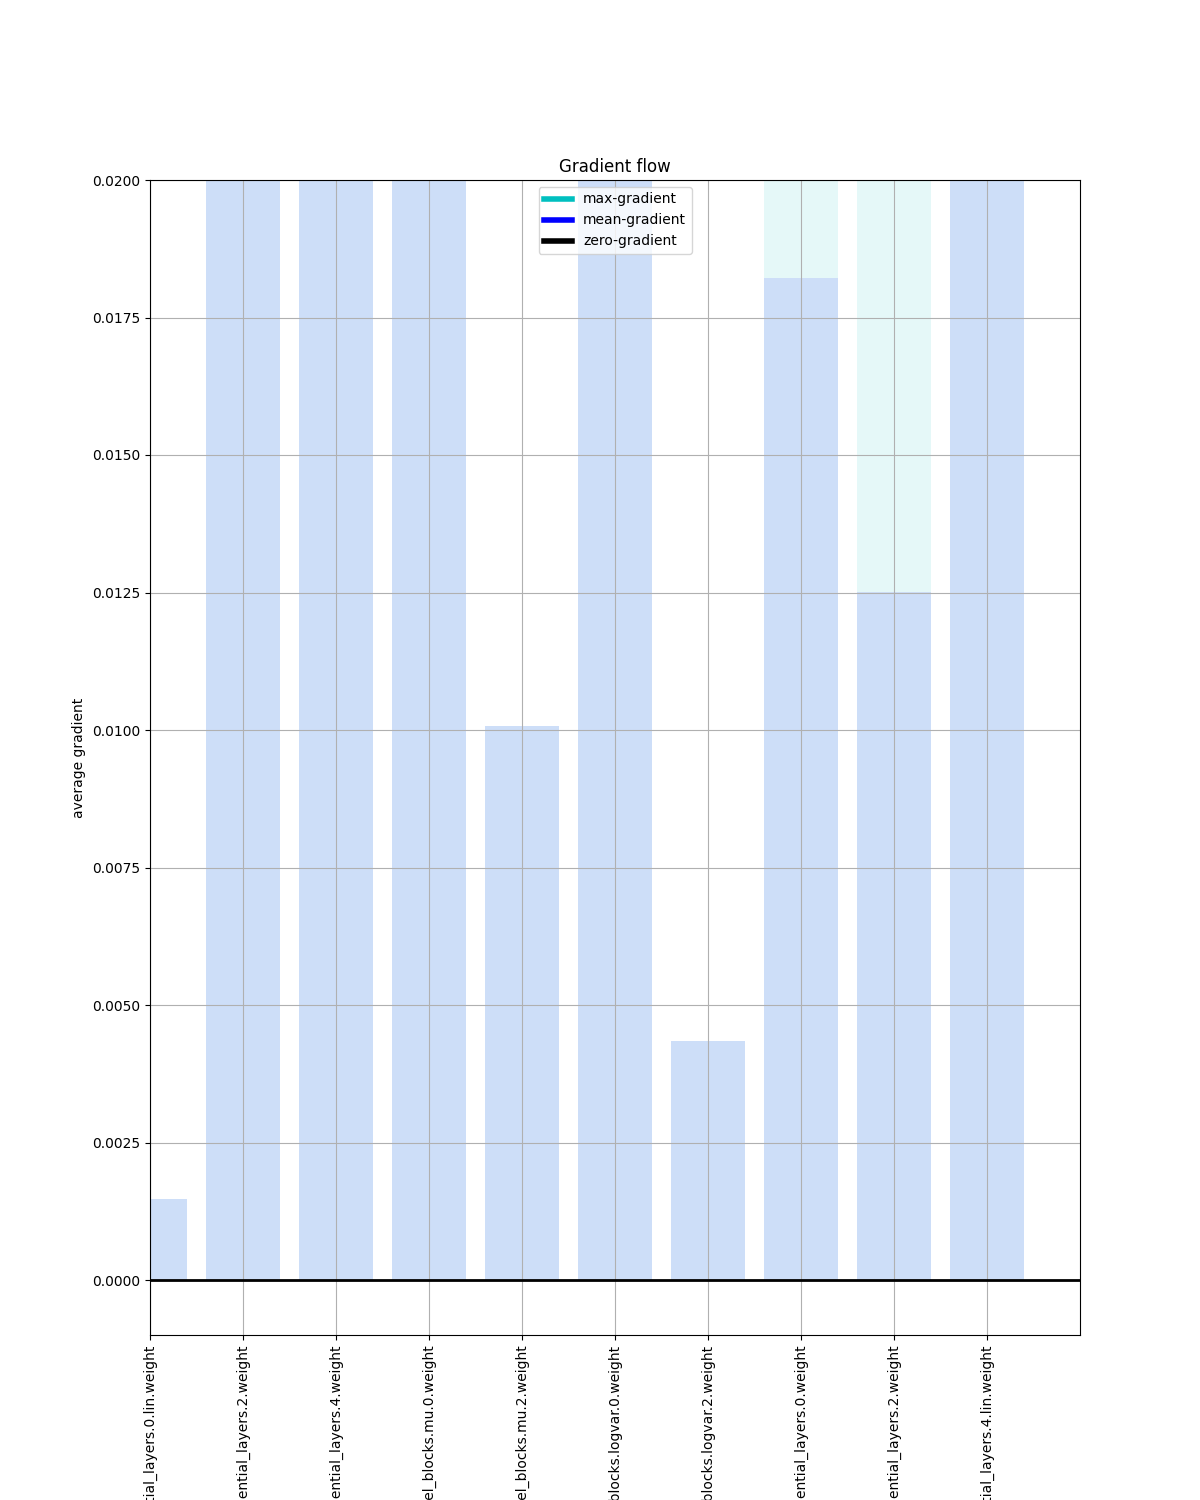 Gradient flow
max-gradient
mean-gradient
zero-gradient
0.0200
0.0175
0.0150
0.0125
0.0100
0.0075
0.0050
0.0025
0.0000
average gradient
tial_layers.0.lin.weight
ential_layers.2.weight
ential_layers.4.weight
el_blocks.mu.0.weight
el_blocks.mu.2.weight
blocks.logvar.0.weight
blocks.logvar.2.weight
ential_layers.0.weight
ential_layers.2.weight
tial_layers.4.lin.weight